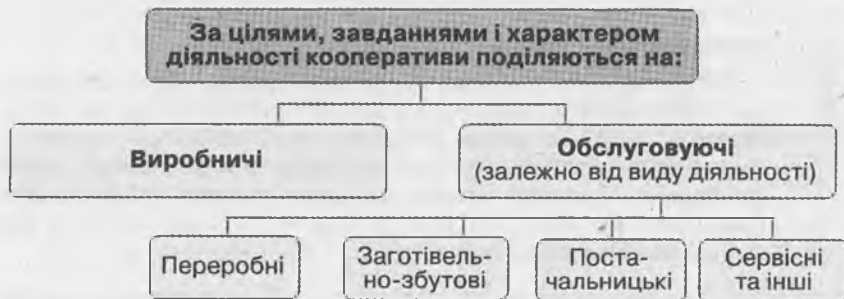 За цілями, завданнями і характером
діяльності кооперативи поділяються на:
Виробничі
Обслуговуючі
(залежно від виду діяльності)
Переробні
Заготівель-
но-збутові
Поста-
чальницькі
Сервісні
та інші